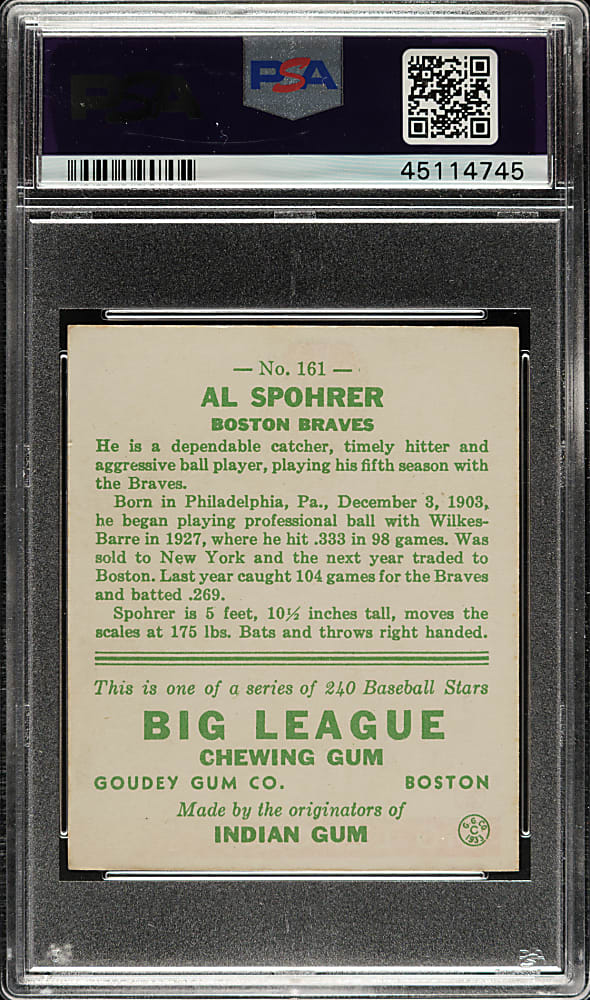 PSA
PSA
45114745
— No. 161 —
AL SPOHRER
BOSTON BRAVES
He is a dependable catcher, timely hitter and
aggressive ball player, playing his fifth season with
the Braves.
Born in Philadelphia, Pa., December 3, 1903,
he began playing professional ball with Wilkes-
Barre in 1927, where he hit .333 in 98 games. Was
sold to New York and the next year traded to
Boston. Last year caught 104 games for the Braves
and batted .269.
Spohrer is 5 feet, 10½ inches tall, moves the
scales at 175 lbs. Bats and throws right handed.
This is one of a series of 240 Baseball Stars
BIG LEAGUE
CHEWING GUM
GOUDEY GUM CO. BOSTON
Made by the originators of
INDIAN GUM
G.G.CO.
C
1933